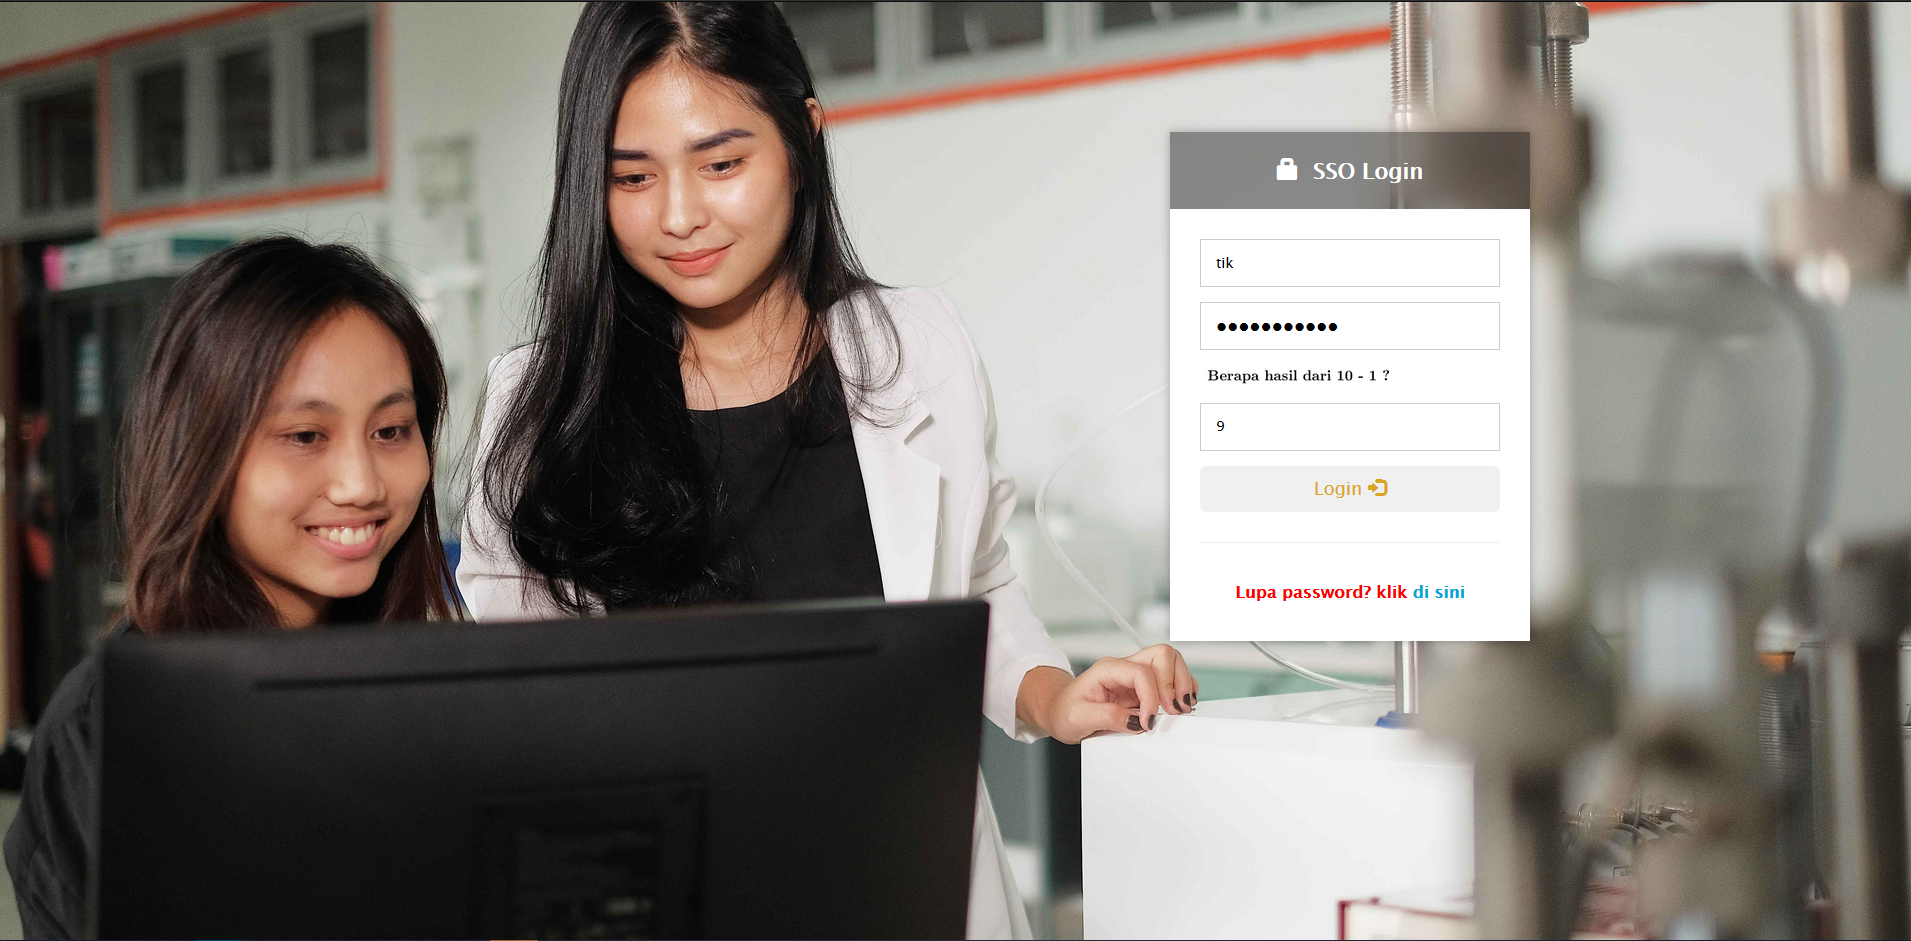 SSO Login
tik
●●●●●●●●●●●
Berapa hasil dari 10 - 1 ?
9
Login
Lupa password? klik di sini